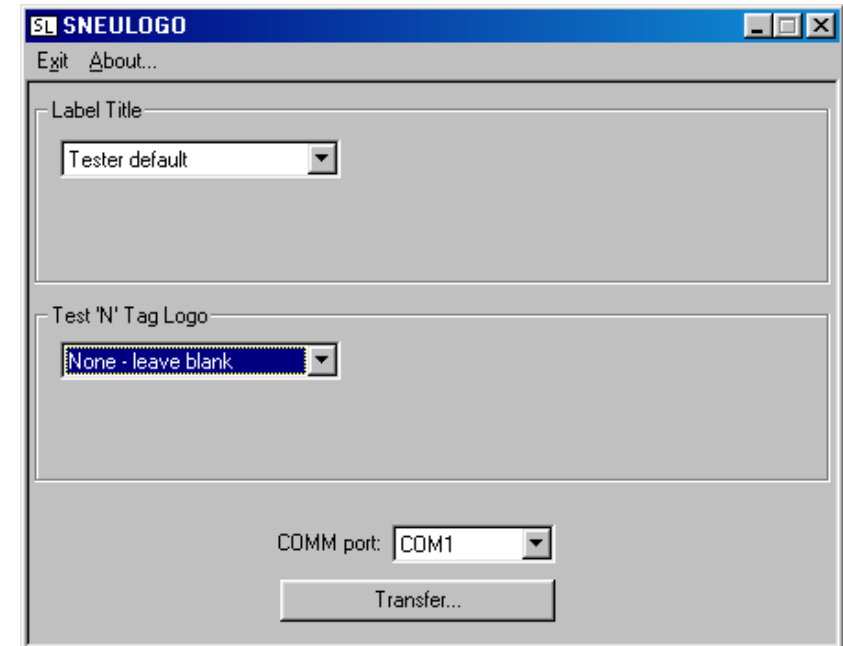 SL SNEULOGO
Exit About...
Label Title
Tester default
Test 'N' Tag Logo
None - leave blank
COMM port: COM1
Transfer...